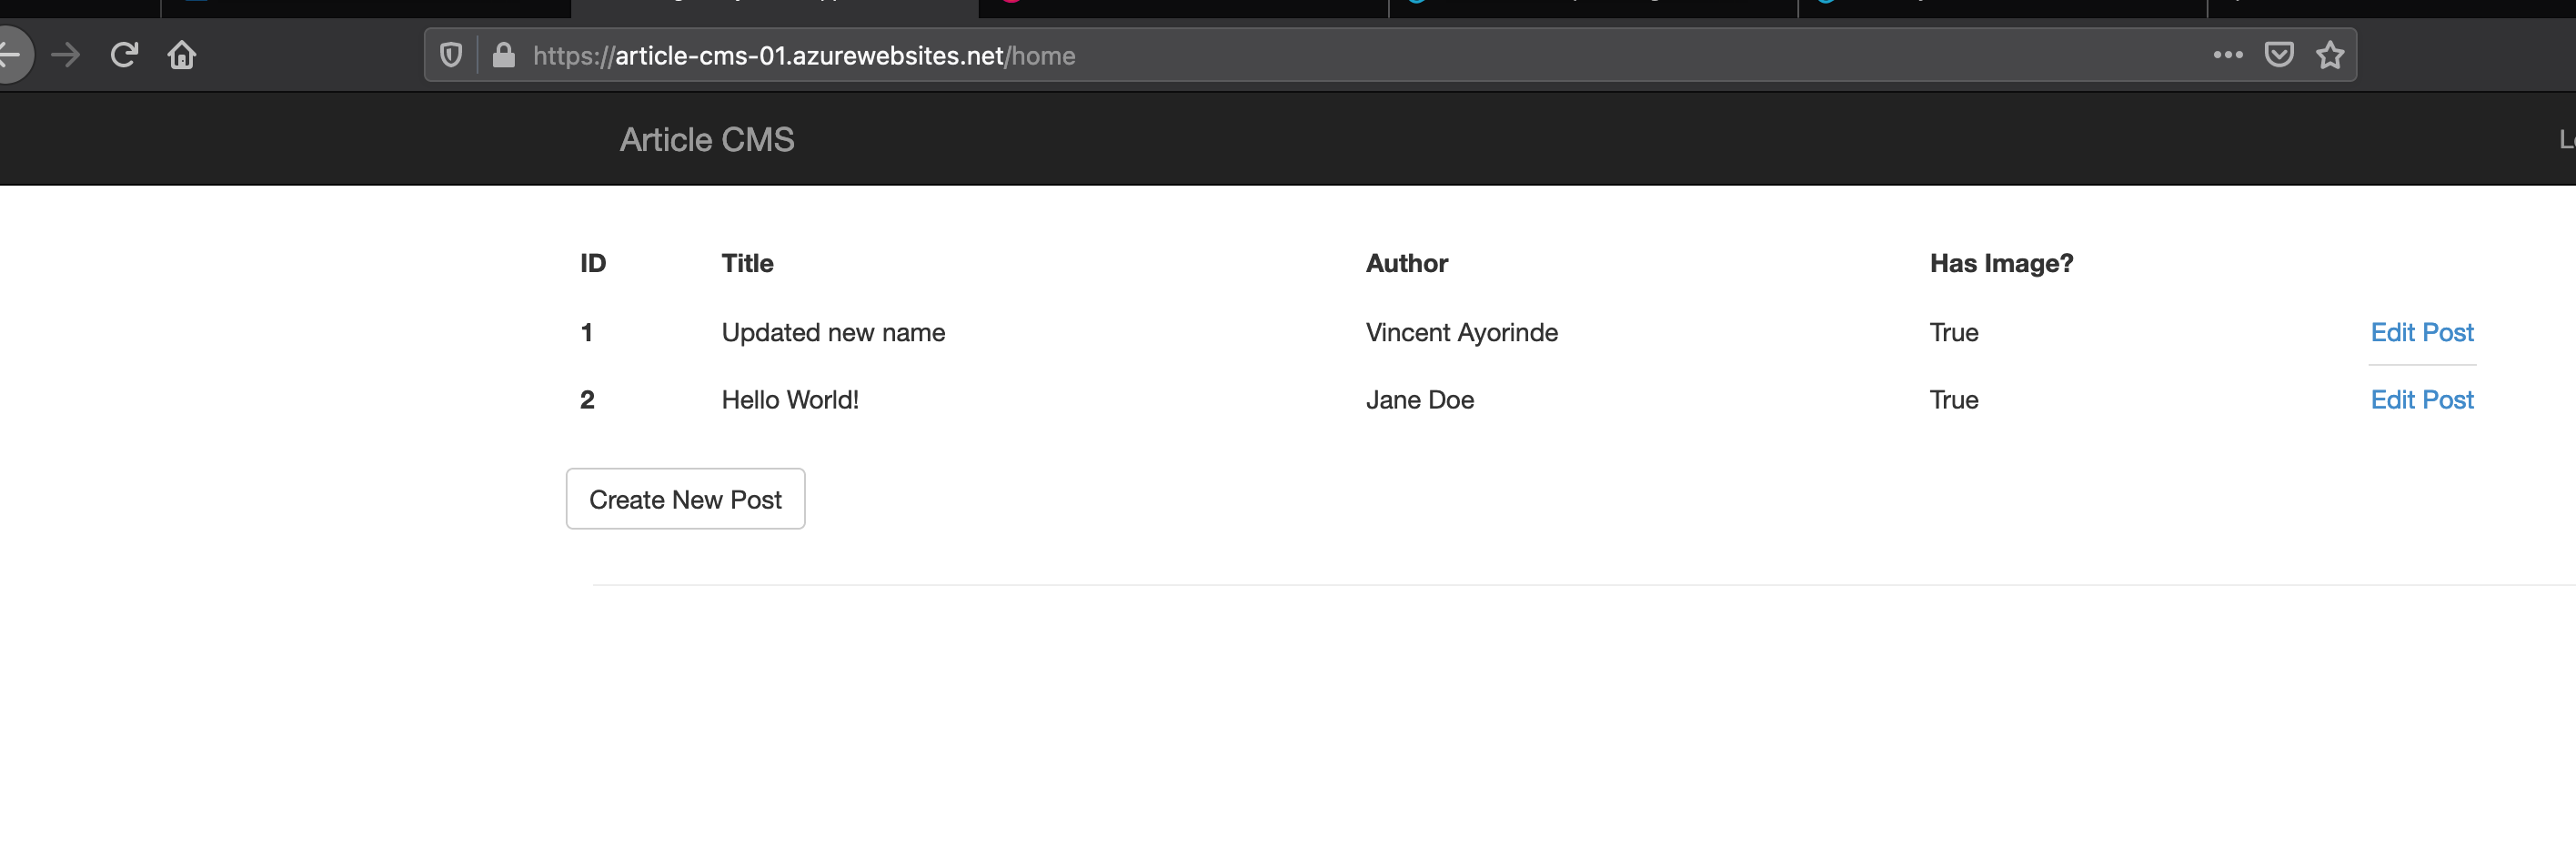 https://article-cms-01.azurewebsites.net/home
Article CMS
ID Title Author Has Image?
1 Updated new name Vincent Ayorinde True Edit Post
2 Hello World! Jane Doe True Edit Post
Create New Post